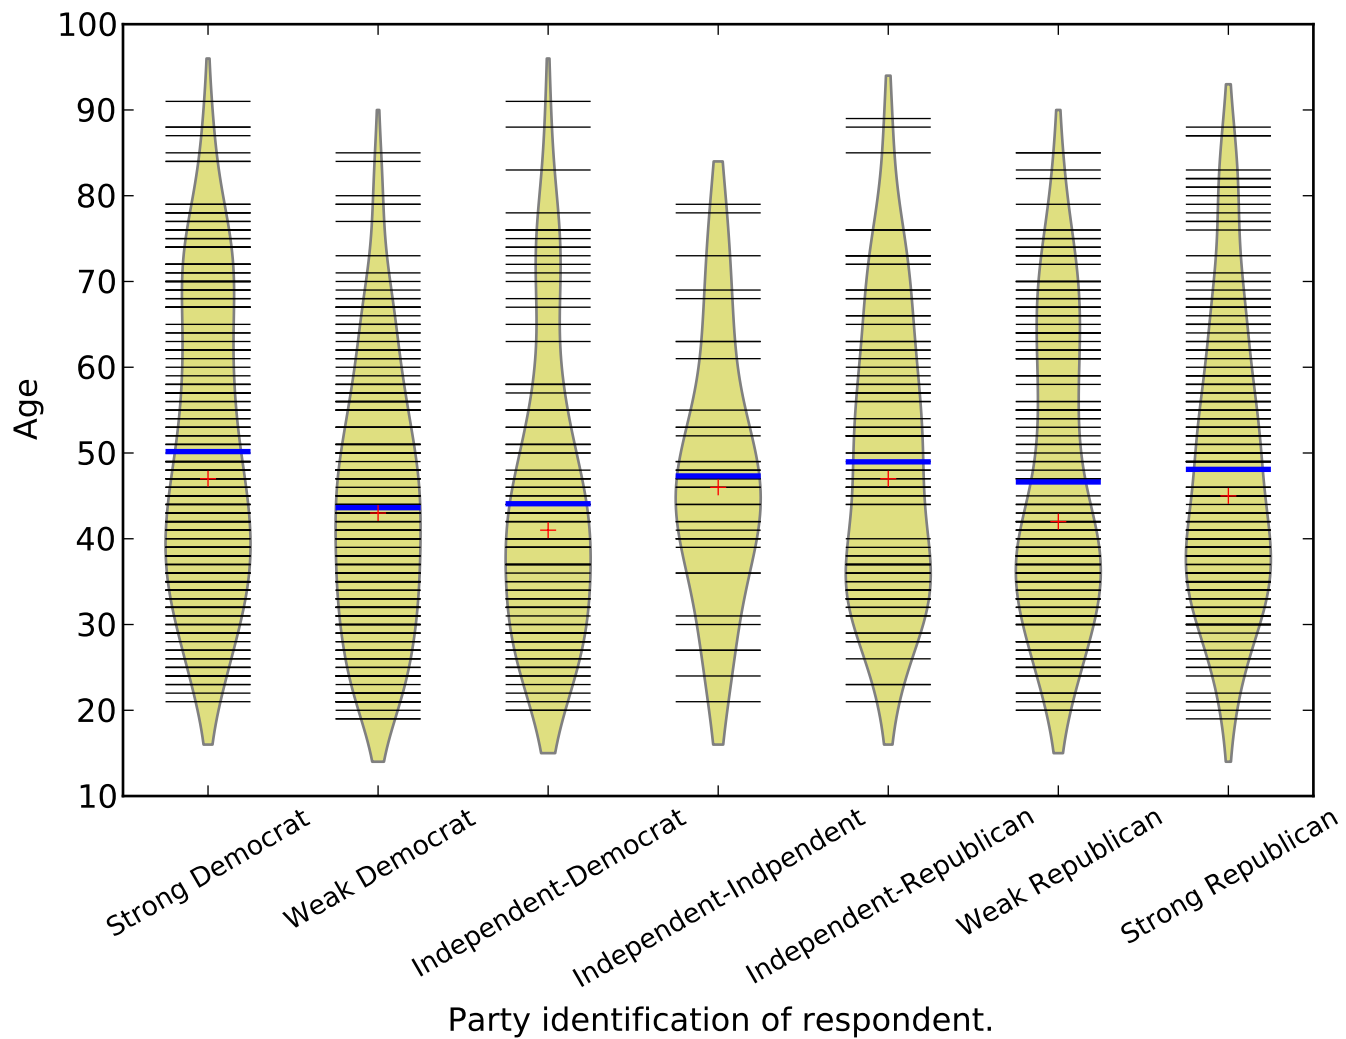 100
90
80
70
60
50
40
30
20
10
Age
Strong Democrat
Weak Democrat
Independent-Democrat
Independent-Indpendent
Independent-Republican
Weak Republican
Strong Republican
Party identification of respondent.